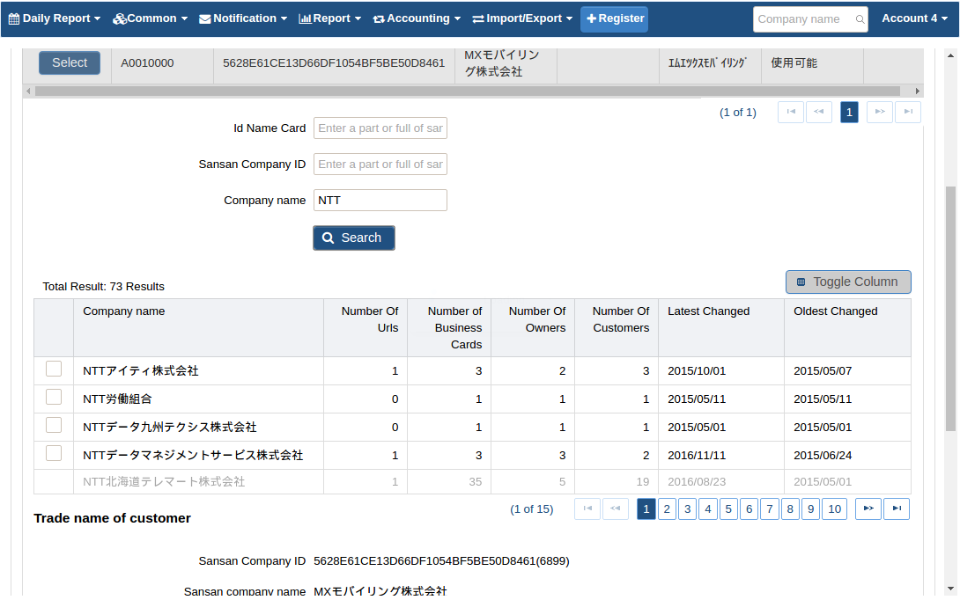 Daily Report Common Notification Report Accounting Import/Export Register Company name Account 4
Select A0010000 5628E61CE13D66DF1054BF5BE50D8461 MXモバイリング株式会社 ｴﾑｴｯｸｽﾓﾊﾞｲﾘﾝｸﾞ 使用可能
(1 of 1) 1
Id Name Card Enter a part or full of sar
Sansan Company ID Enter a part or full of sar
Company name NTT
Search
Total Result: 73 Results Toggle Column
Company name Number Of Urls Number of Business Cards Number Of Owners Number Of Customers Latest Changed Oldest Changed
NTTアイティ株式会社 1 3 2 3 2015/10/01 2015/05/07
NTT労働組合 0 1 1 1 2015/05/11 2015/05/11
NTTデータ九州テクシス株式会社 0 1 1 1 2015/05/01 2015/05/01
NTTデータマネジメントサービス株式会社 1 3 3 2 2016/11/11 2015/06/24
NTT北海道テレマート株式会社 1 35 5 19 2016/08/23 2015/05/01
(1 of 15) 1 2 3 4 5 6 7 8 9 10
Trade name of customer
Sansan Company ID 5628E61CE13D66DF1054BF5BE50D8461(6899)
Sansan company name MXモバイリング株式会社